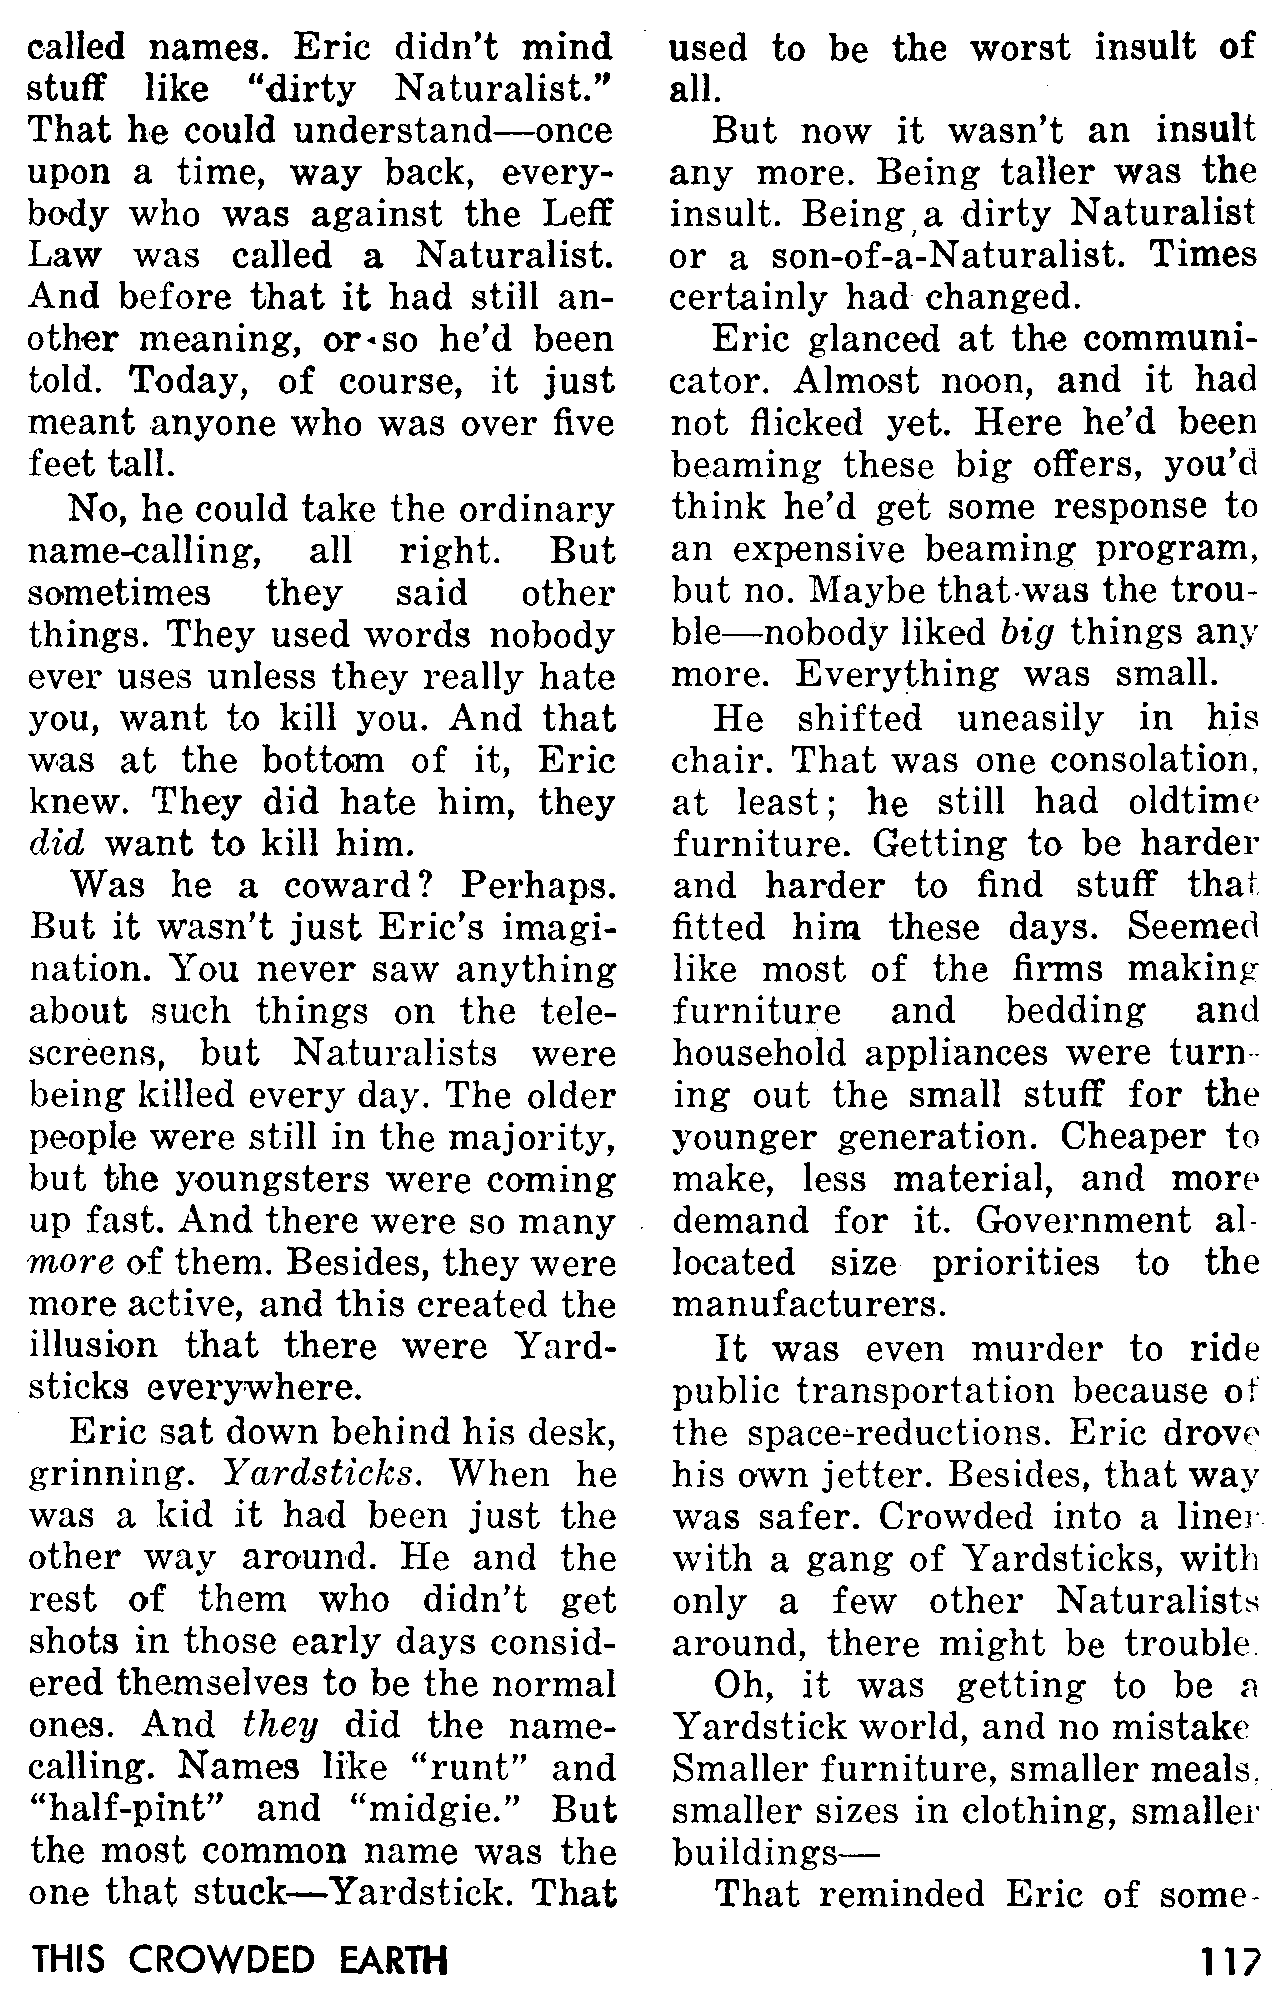 called names. Eric didn't mind
stuff like "dirty Naturalist."
That he could understand—once
upon a time, way back, every-
body who was against the Leff
Law was called a Naturalist.
And before that it had still an-
other meaning, or so he'd been
told. Today, of course, it just
meant anyone who was over five
feet tall.
No, he could take the ordinary
name-calling, all right. But
sometimes they said other
things. They used words nobody
ever uses unless they really hate
you, want to kill you. And that
was at the bottom of it, Eric
knew. They did hate him, they
did want to kill him.
Was he a coward? Perhaps.
But it wasn't just Eric's imagi-
nation. You never saw anything
about such things on the tele-
screens, but Naturalists were
being killed every day. The older
people were still in the majority,
but the youngsters were coming
up fast. And there were so many
more of them. Besides, they were
more active, and this created the
illusion that there were Yard-
sticks everywhere.
Eric sat down behind his desk,
grinning. Yardsticks. When he
was a kid it had been just the
other way around. He and the
rest of them who didn't get
shots in those early days consid-
ered themselves to be the normal
ones. And they did the name-
calling. Names like "runt" and
"half-pint" and "midgie." But
the most common name was the
one that stuck—Yardstick. That
used to be the worst insult of
all.
But now it wasn't an insult
any more. Being taller was the
insult. Being a dirty Naturalist
or a son-of-a-Naturalist. Times
certainly had changed.
Eric glanced at the communi-
cator. Almost noon, and it had
not flicked yet. Here he'd been
beaming these big offers, you'd
think he'd get some response to
an expensive beaming program,
but no. Maybe that was the trou-
ble—nobody liked big things any
more. Everything was small.
He shifted uneasily in his
chair. That was one consolation,
at least; he still had oldtime
furniture. Getting to be harder
and harder to find stuff that
fitted him these days. Seemed
like most of the firms making
furniture and bedding and
household appliances were turn-
ing out the small stuff for the
younger generation. Cheaper to
make, less material, and more
demand for it. Government al-
located size priorities to the
manufacturers.
It was even murder to ride
public transportation because of
the space-reductions. Eric drove
his own jetter. Besides, that way
was safer. Crowded into a liner
with a gang of Yardsticks, with
only a few other Naturalists
around, there might be trouble.
Oh, it was getting to be a
Yardstick world, and no mistake
Smaller furniture, smaller meals,
smaller sizes in clothing, smaller
buildings—
That reminded Eric of some-
THIS CROWDED EARTH 117